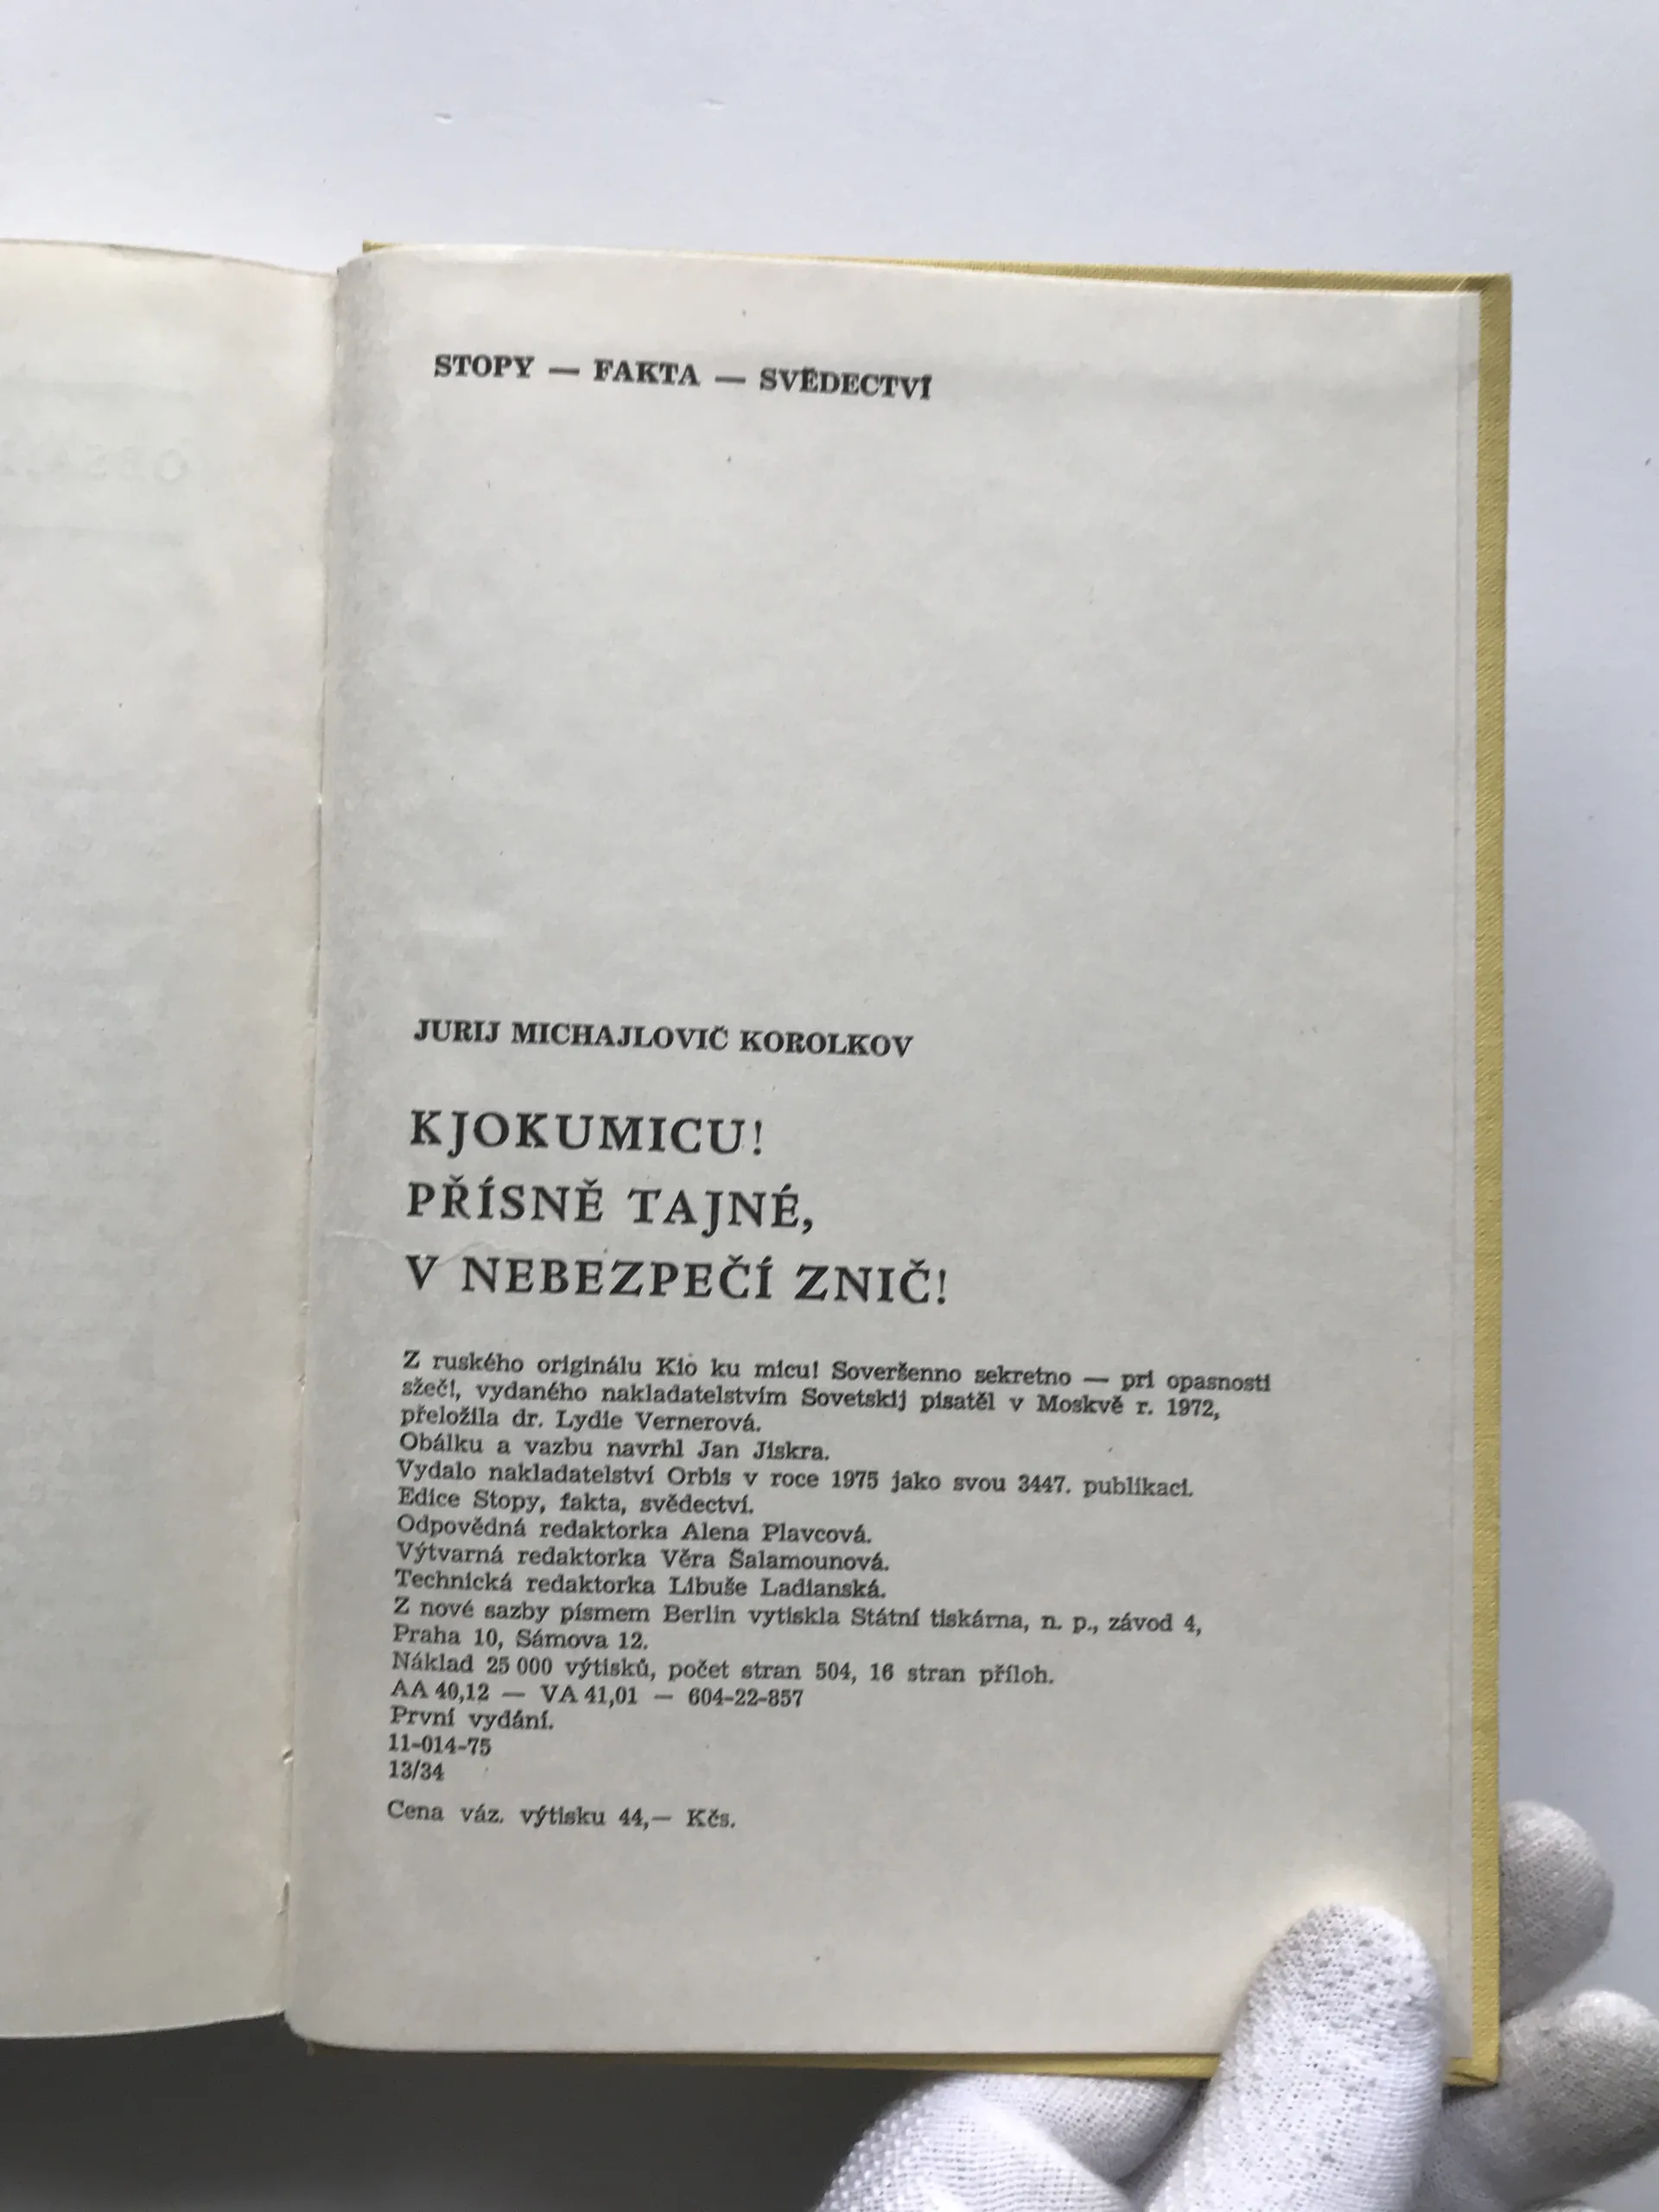 STOPY — FAKTA — SVĚDECTVÍ
JURIJ MICHAJLOVIČ KOROLKOV
KJOKUMICU!
PŘÍSNĚ TAJNÉ,
V NEBEZPEČÍ ZNIČ!
Z ruského originálu Kio ku micu! Soveršenno sekretno — pri opasnosti
sžeč!, vydaného nakladatelstvím Sovetskij pisatěl v Moskvě r. 1972,
přeložila dr. Lydie Vernerová.
Obálku a vazbu navrhl Jan Jiskra.
Vydalo nakladatelství Orbis v roce 1975 jako svou 3447. publikaci.
Edice Stopy, fakta, svědectví.
Odpovědná redaktorka Alena Plavcová.
Výtvarná redaktorka Věra Šalamounová.
Technická redaktorka Libuše Ladianská.
Z nové sazby písmem Berlin vytiskla Státní tiskárna, n. p., závod 4,
Praha 10, Sámova 12.
Náklad 25 000 výtisků, počet stran 504, 16 stran příloh.
AA 40,12 — VA 41,01 — 604-22-857
První vydání.
11-014-75
13/34
Cena váz. výtisku 44,— Kčs.